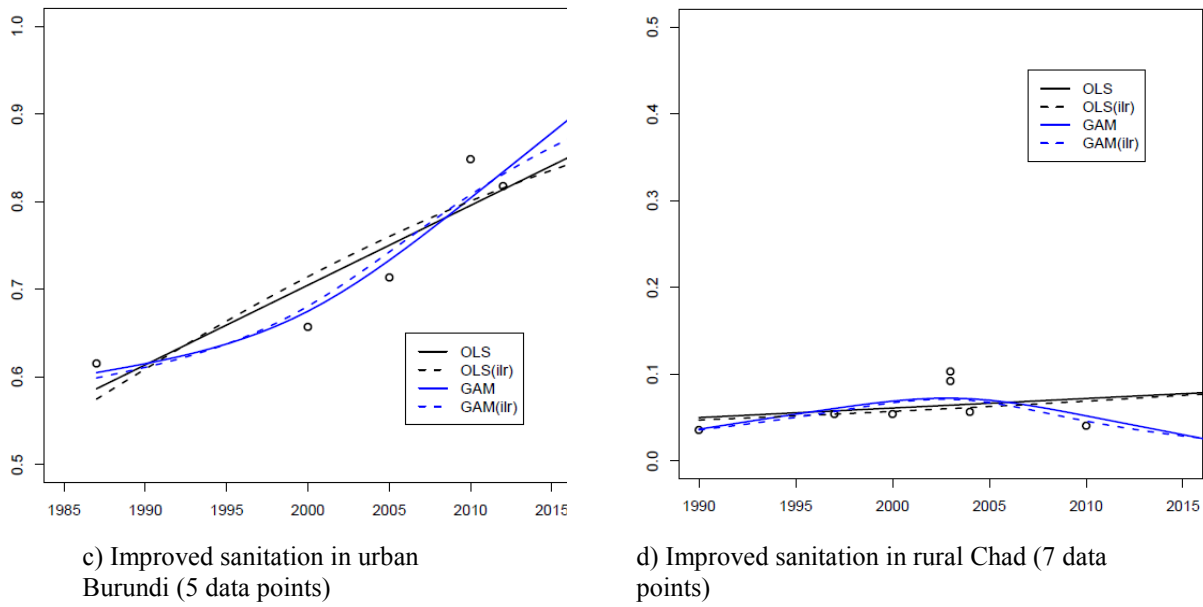 1.0
0.9
0.8
0.7
0.6
0.5
OLS
OLS(ilr)
GAM
GAM(ilr)
1985 1990 1995 2000 2005 2010 2015
c) Improved sanitation in urban
Burundi (5 data points)
0.5
0.4
0.3
0.2
0.1
0.0
OLS
OLS(ilr)
GAM
GAM(ilr)
1990 1995 2000 2005 2010 2015
d) Improved sanitation in rural Chad (7 data
points)